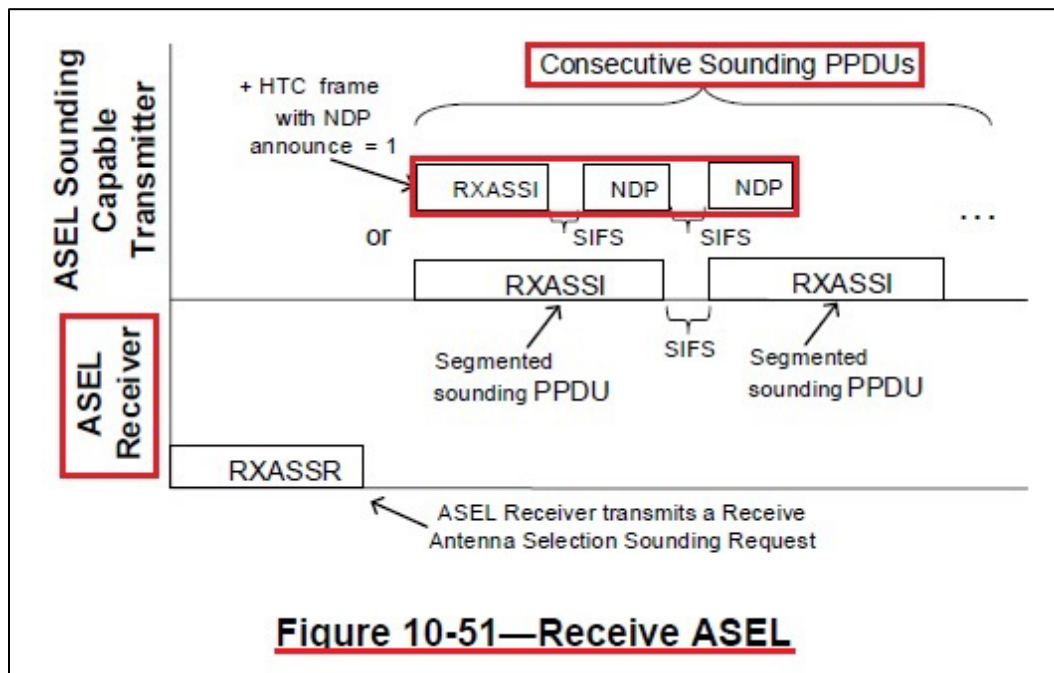 ASEL Sounding
Capable
Transmitter
Consecutive Sounding PPDUs
+ HTC frame
with NDP
announce = 1
RXASSI
NDP
NDP
SIFS
SIFS
...
or
RXASSI
RXASSI
SIFS
Segmented
sounding PPDU
Segmented
sounding PPDU
ASEL
Receiver
RXASSR
ASEL Receiver transmits a Receive
Antenna Selection Sounding Request
Figure 10-51—Receive ASEL